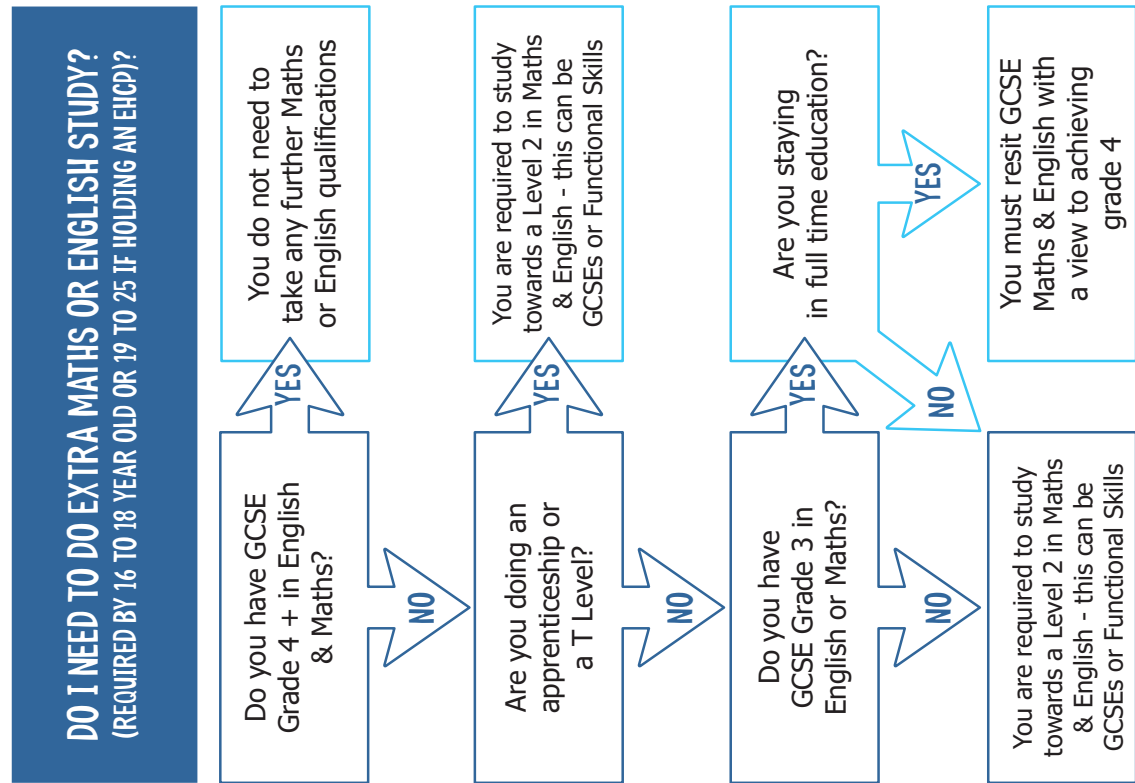 DO I NEED TO DO EXTRA MATHS OR ENGLISH STUDY?
(REQUIRED BY 16 TO 18 YEAR OLD OR 19 TO 25 IF HOLDING AN EHCP)?
Do you have GCSE
Grade 4 + in English
& Maths?
YES
You do not need to
take any further Maths
or English qualifications
NO
Are you doing an
apprenticeship or
a T Level?
YES
You are required to study
towards a Level 2 in Maths
& English - this can be
GCSEs or Functional Skills
NO
Do you have
GCSE Grade 3 in
English or Maths?
YES
Are you staying
in full time education?
NO
NO
YES
You are required to study
towards a Level 2 in Maths
& English - this can be
GCSEs or Functional Skills
You must resit GCSE
Maths & English with
a view to achieving
grade 4